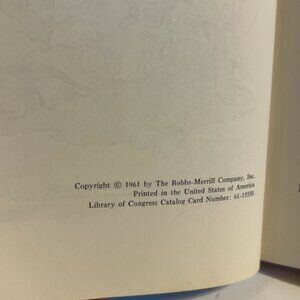 Copyright © 1961 by The Bobbs-Merrill Company, Inc.
Printed in the United States of America
Library of Congress Catalog Card Number: 61-15550